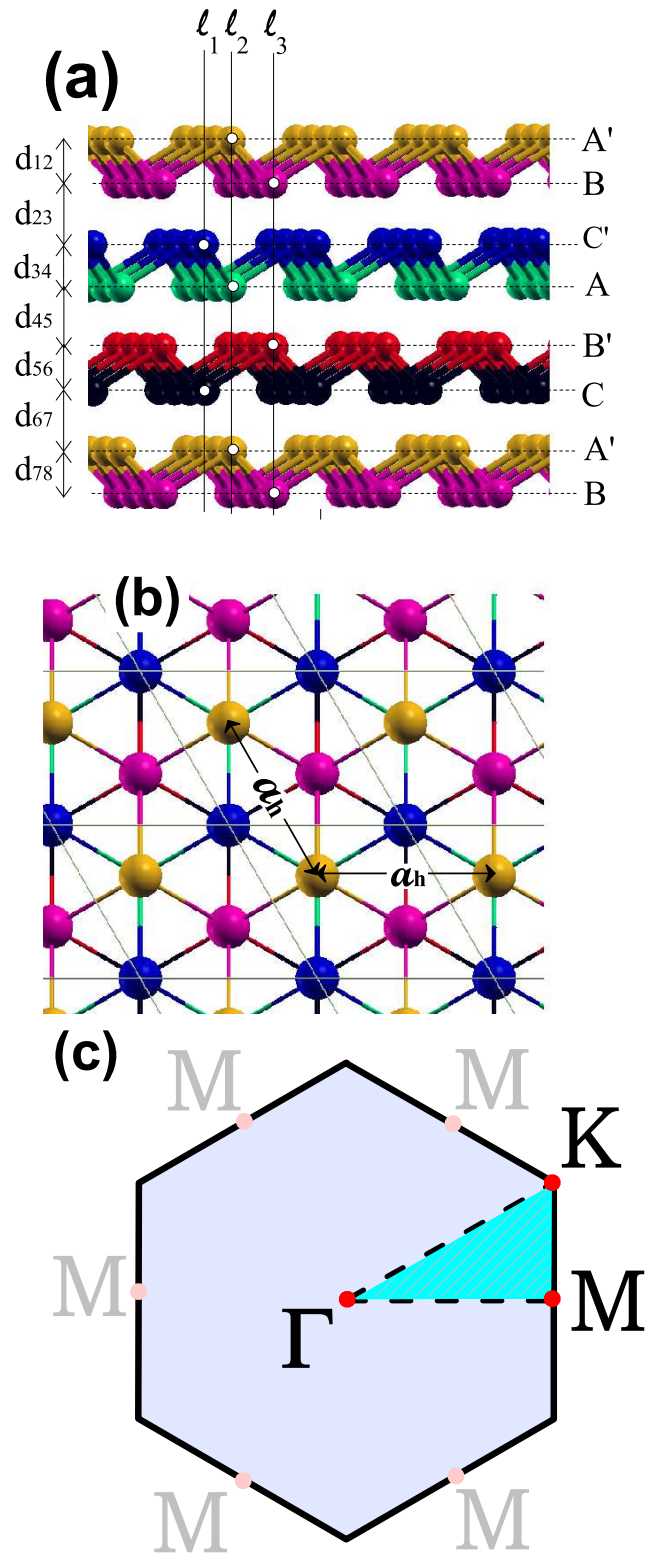 ℓ1 ℓ2 ℓ3
(a)
A'
d12
B
d23
C'
d34
A
d45
B'
d56
C
d67
A'
d78
B
(b)
ah
ah
(c)
M M
K
M
Γ M
M M